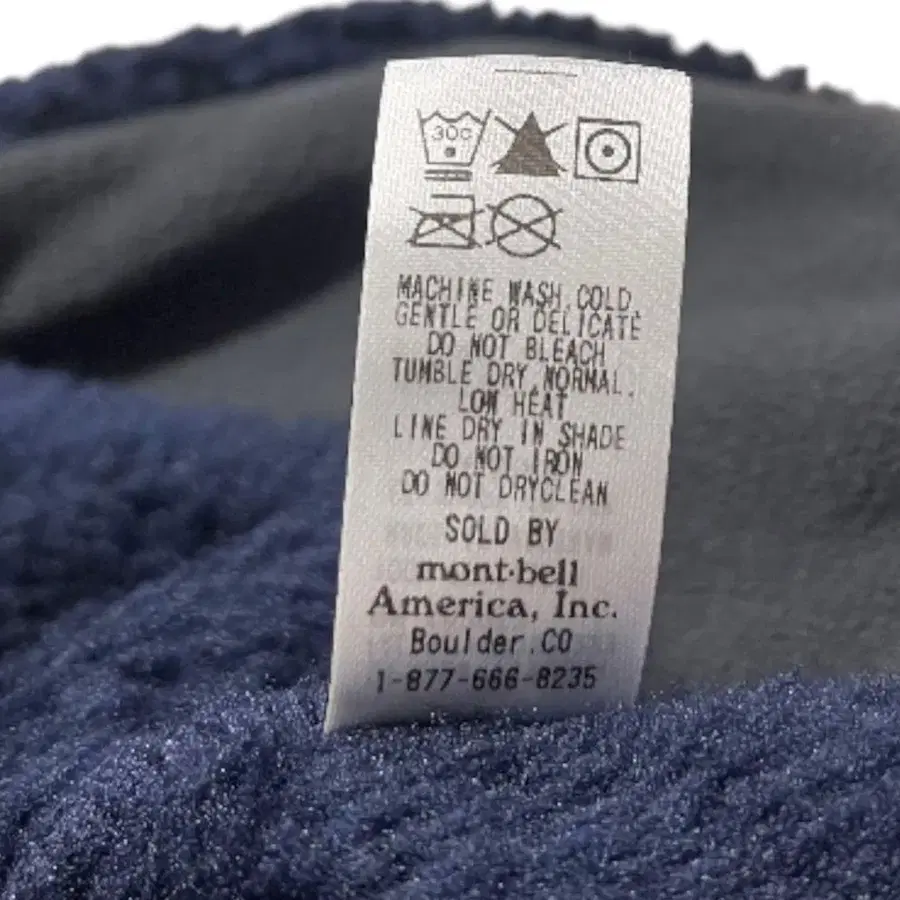 30c
MACHINE WASH.COLD
GENTLE OR DELICATE
DO NOT BLEACH
TUMBLE DRY NORMAL.
LOW HEAT
LINE DRY IN SHADE
DO NOT IRON
DO NOT DRYCLEAN
SOLD BY
mont·bell
America, Inc.
Boulder.CO
1-877-666-8235